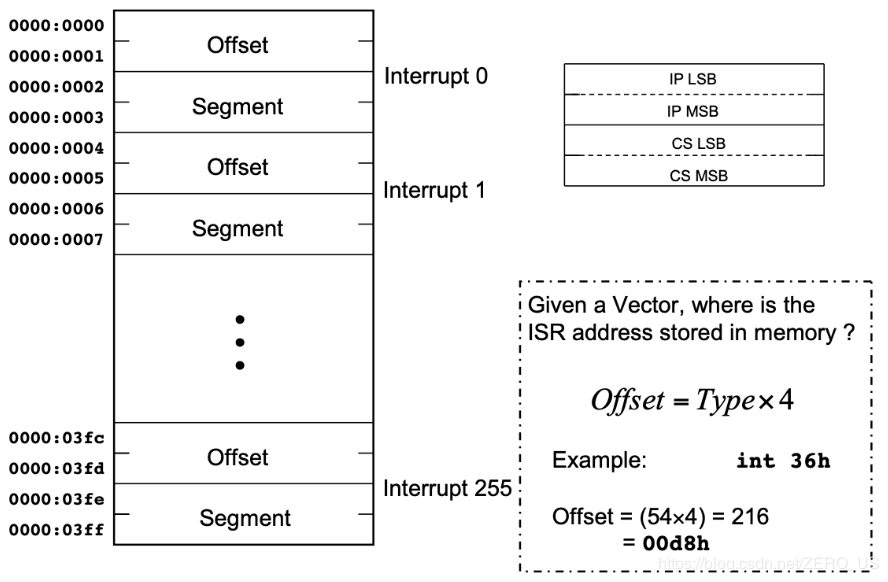 0000:0000
0000:0001
Offset
0000:0002
0000:0003
Segment
Interrupt 0
0000:0004
0000:0005
Offset
0000:0006
0000:0007
Segment
Interrupt 1
0000:03fc
0000:03fd
Offset
0000:03fe
0000:03ff
Segment
Interrupt 255
IP LSB
IP MSB
CS LSB
CS MSB
Given a Vector, where is the
ISR address stored in memory ?
Offset = Type×4
Example: int 36h
Offset = (54×4) = 216
= 00d8h
https://blog.csdn.net/ZERO_US